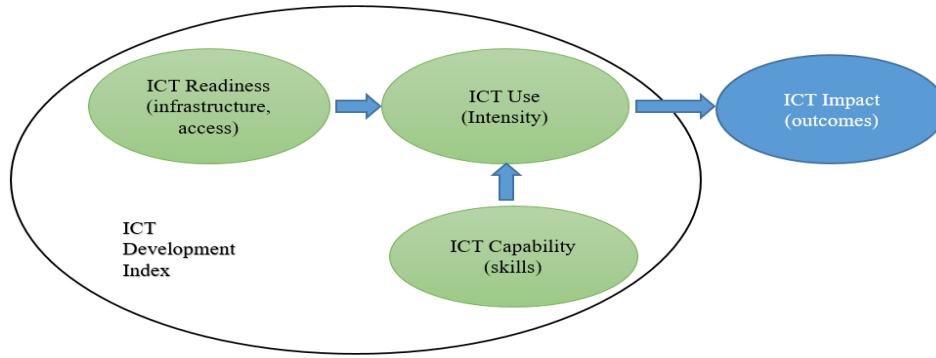 ICT Readiness
(infrastructure,
access)
ICT Use
(Intensity)
ICT Impact
(outcomes)
ICT
Development
Index
ICT Capability
(skills)